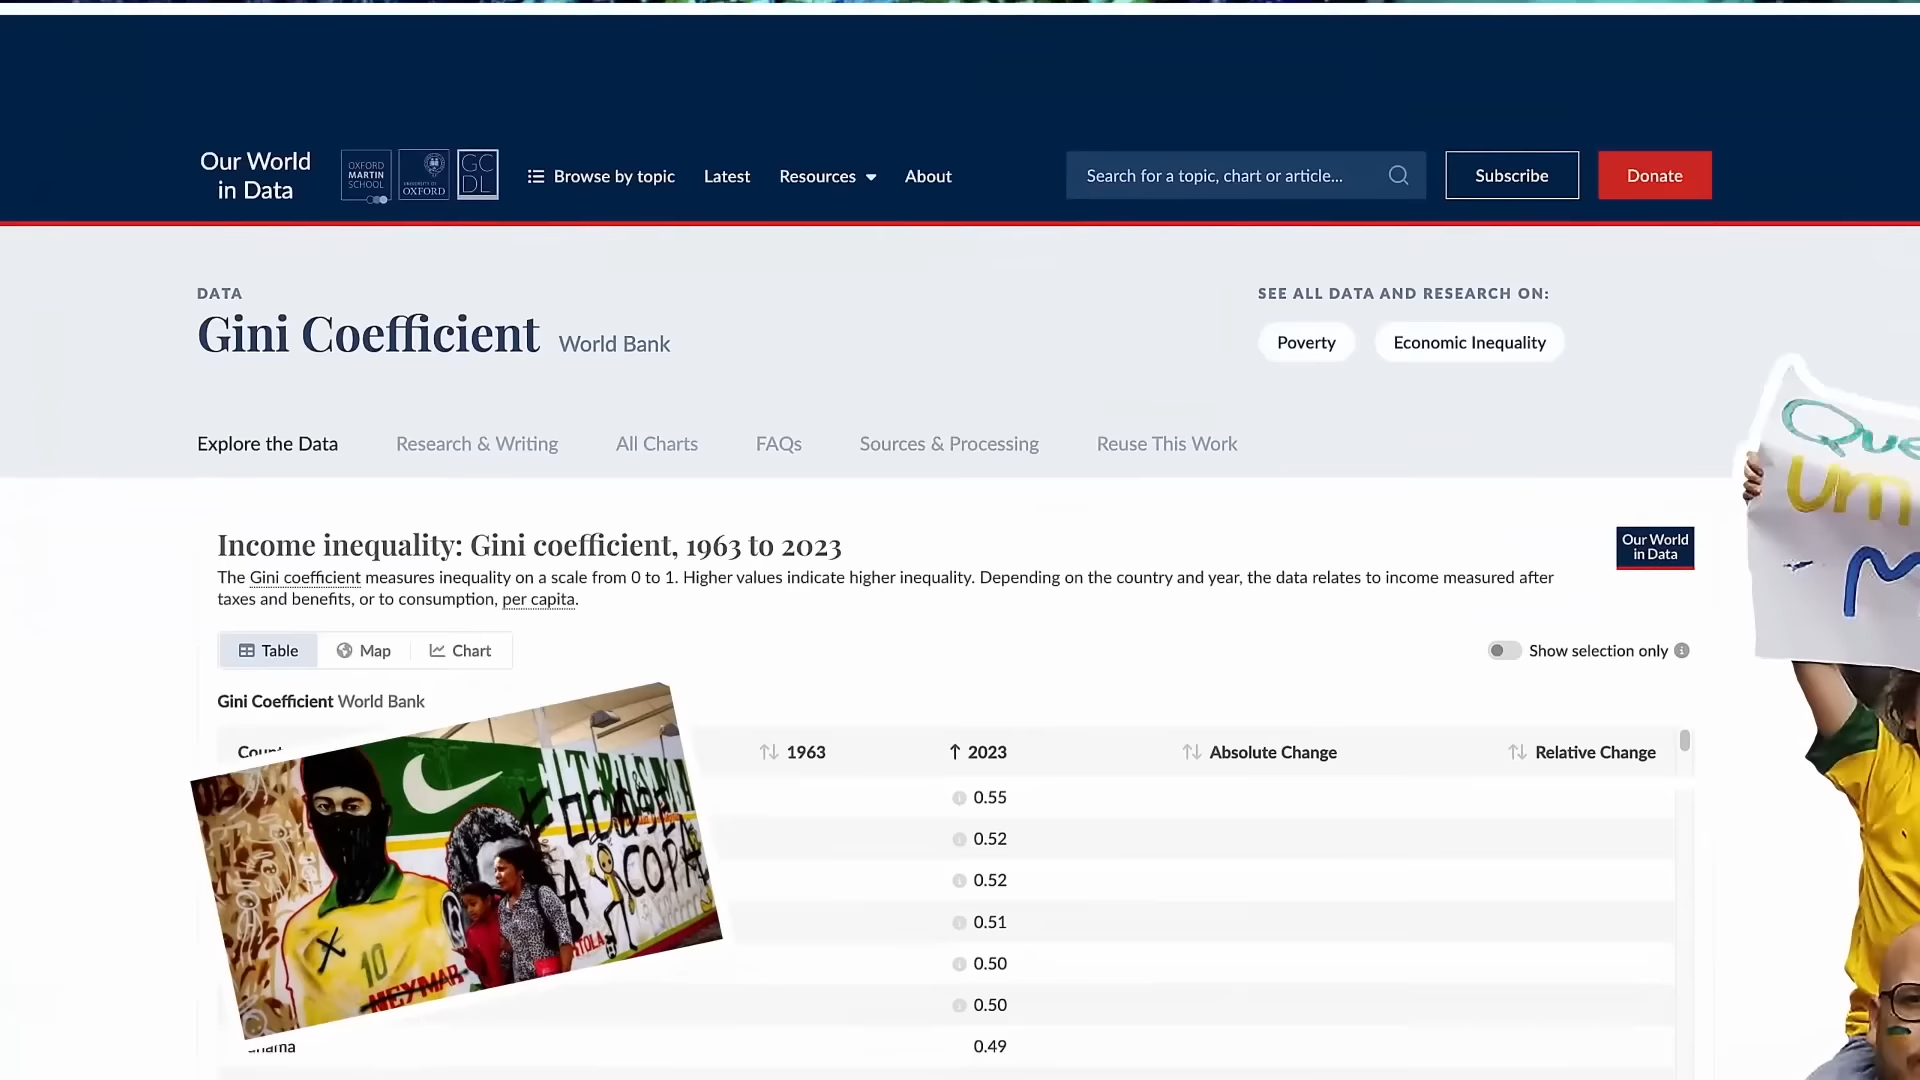 Our World
in Data
OXFORD
MARTIN
SCHOOL
UNIVERSITY OF
OXFORD
GC
DL
Browse by topic
Latest
Resources
About
Search for a topic, chart or article...
Subscribe
Donate
DATA
Gini Coefficient World Bank
SEE ALL DATA AND RESEARCH ON:
Poverty
Economic Inequality
Explore the Data
Research & Writing
All Charts
FAQs
Sources & Processing
Reuse This Work
Income inequality: Gini coefficient, 1963 to 2023
The Gini coefficient measures inequality on a scale from 0 to 1. Higher values indicate higher inequality. Depending on the country and year, the data relates to income measured after
taxes and benefits, or to consumption, per capita.
Our World
in Data
Table
Map
Chart
Show selection only
Gini Coefficient World Bank
1963
2023
Absolute Change
Relative Change
0.55
0.52
0.52
0.51
0.50
0.50
0.49
A COPA
10
NEYMAR
Um